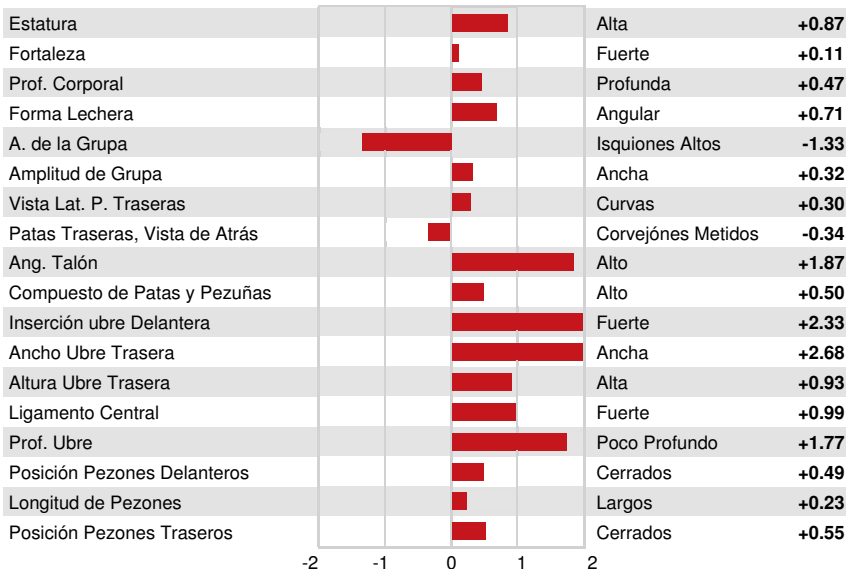 Estatura Alta +0.87
Fortaleza Fuerte +0.11
Prof. Corporal Profunda +0.47
Forma Lechera Angular +0.71
A. de la Grupa Isquiones Altos -1.33
Amplitud de Grupa Ancha +0.32
Vista Lat. P. Traseras Curvas +0.30
Patas Traseras, Vista de Atrás Corvejónes Metidos -0.34
Ang. Talón Alto +1.87
Compuesto de Patas y Pezuñas Alto +0.50
Inserción ubre Delantera Fuerte +2.33
Ancho Ubre Trasera Ancha +2.68
Altura Ubre Trasera Alta +0.93
Ligamento Central Fuerte +0.99
Prof. Ubre Poco Profundo +1.77
Posición Pezones Delanteros Cerrados +0.49
Longitud de Pezones Largos +0.23
Posición Pezones Traseros Cerrados +0.55
-2 -1 0 1 2